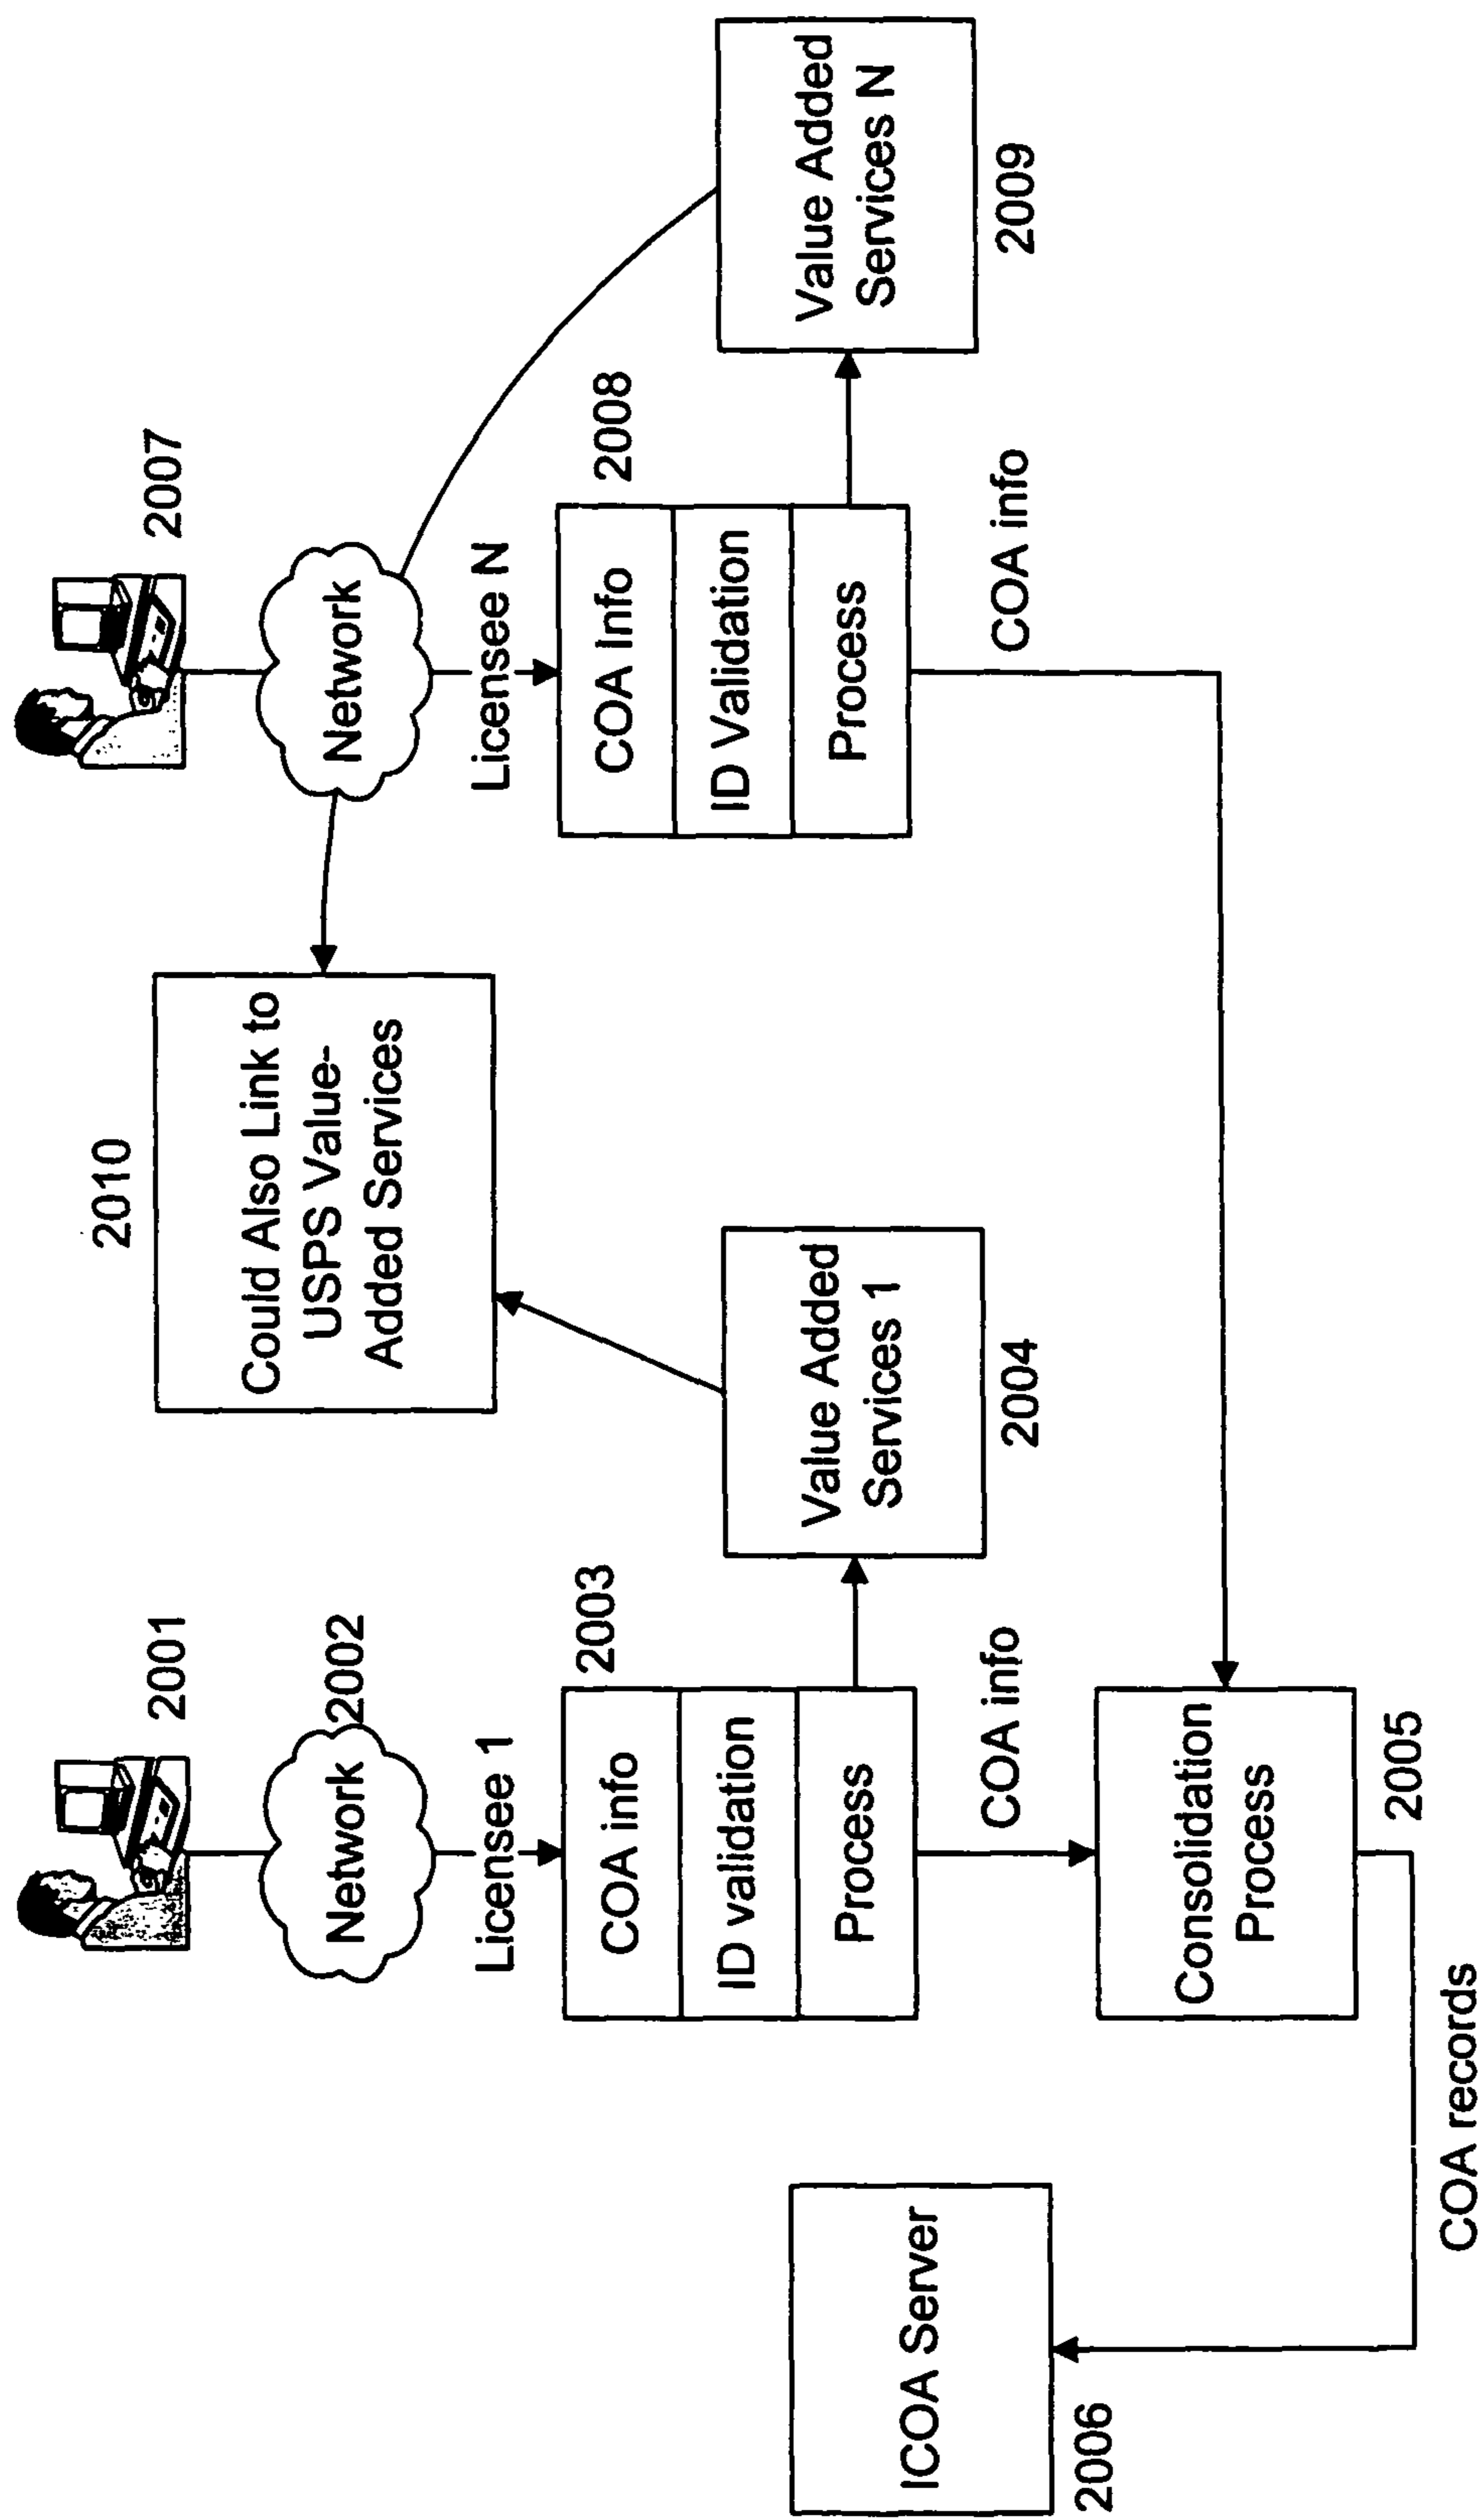 2001
2007
2010
Network
2002
Could Also Link to
USPS Value-
Added Services
Network
Licensee 1
Licensee N
2003
2008
COA info
ID validation
Process
COA Info
ID Validation
Process
Value Added
Services 1
2004
Value Added
Services N
2009
ICOA Server
2006
COA info
COA info
Consolidation
Process
2005
COA records